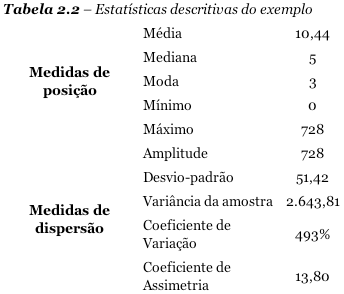 Tabela 2.2 – Estatísticas descritivas do exemplo
Medidas de posição
Média 10,44
Mediana 5
Moda 3
Mínimo 0
Máximo 728
Medidas de dispersão
Amplitude 728
Desvio-padrão 51,42
Variância da amostra 2.643,81
Coeficiente de
Variação 493%
Coeficiente de
Assimetria 13,80